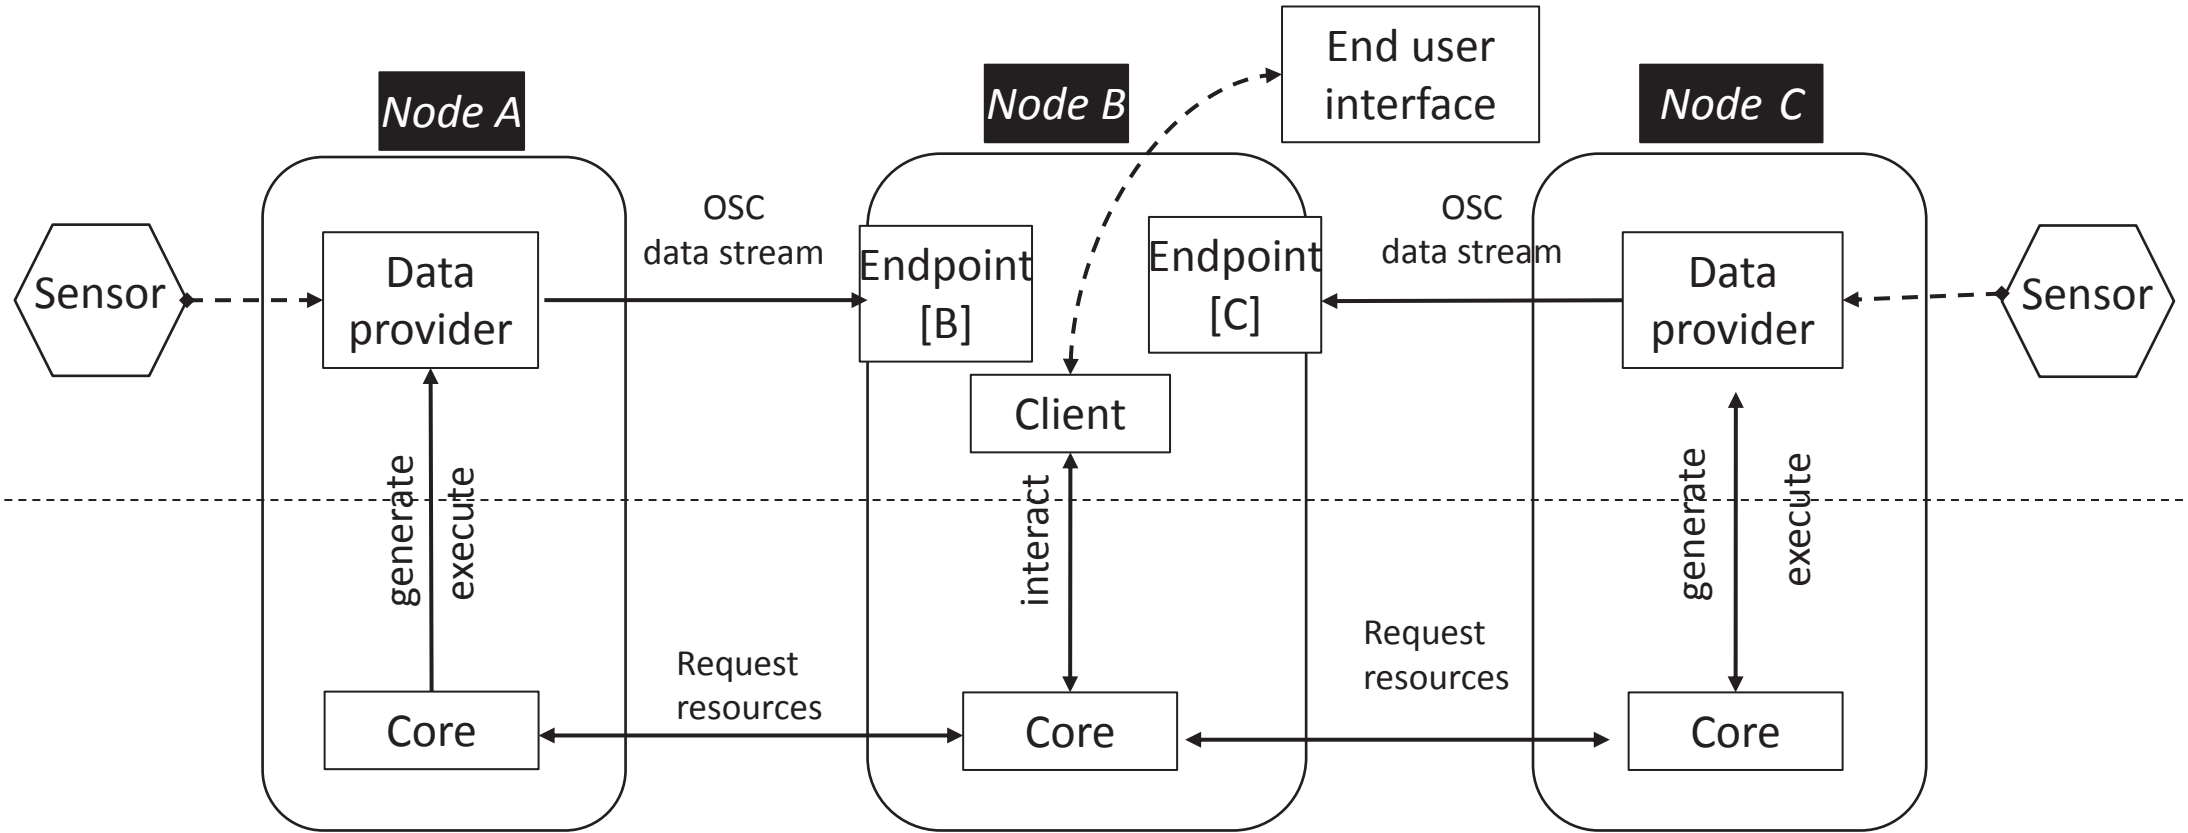 End user
interface
Node A
Node B
Node C
OSC
data stream
OSC
data stream
Sensor
Data
provider
Endpoint
[B]
Endpoint
[C]
Data
provider
Sensor
Client
generate
execute
interact
generate
execute
Request
resources
Request
resources
Core
Core
Core